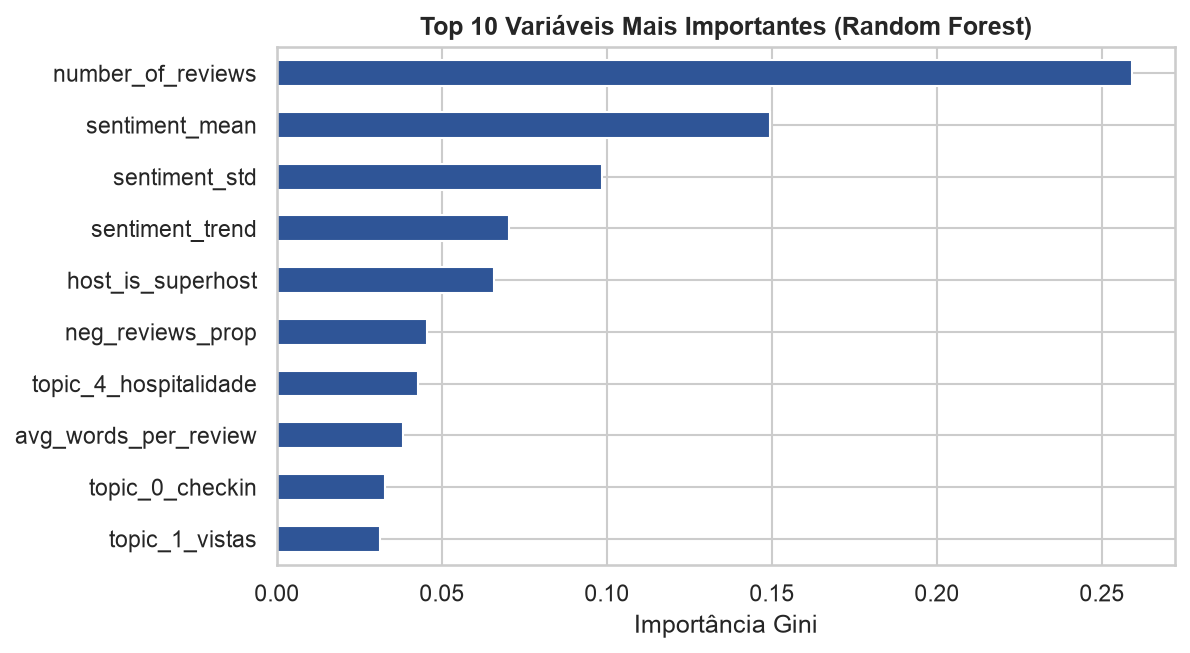 Top 10 Variáveis Mais Importantes (Random Forest)
number_of_reviews
sentiment_mean
sentiment_std
sentiment_trend
host_is_superhost
neg_reviews_prop
topic_4_hospitalidade
avg_words_per_review
topic_0_checkin
topic_1_vistas
0.00 0.05 0.10 0.15 0.20 0.25
Importância Gini